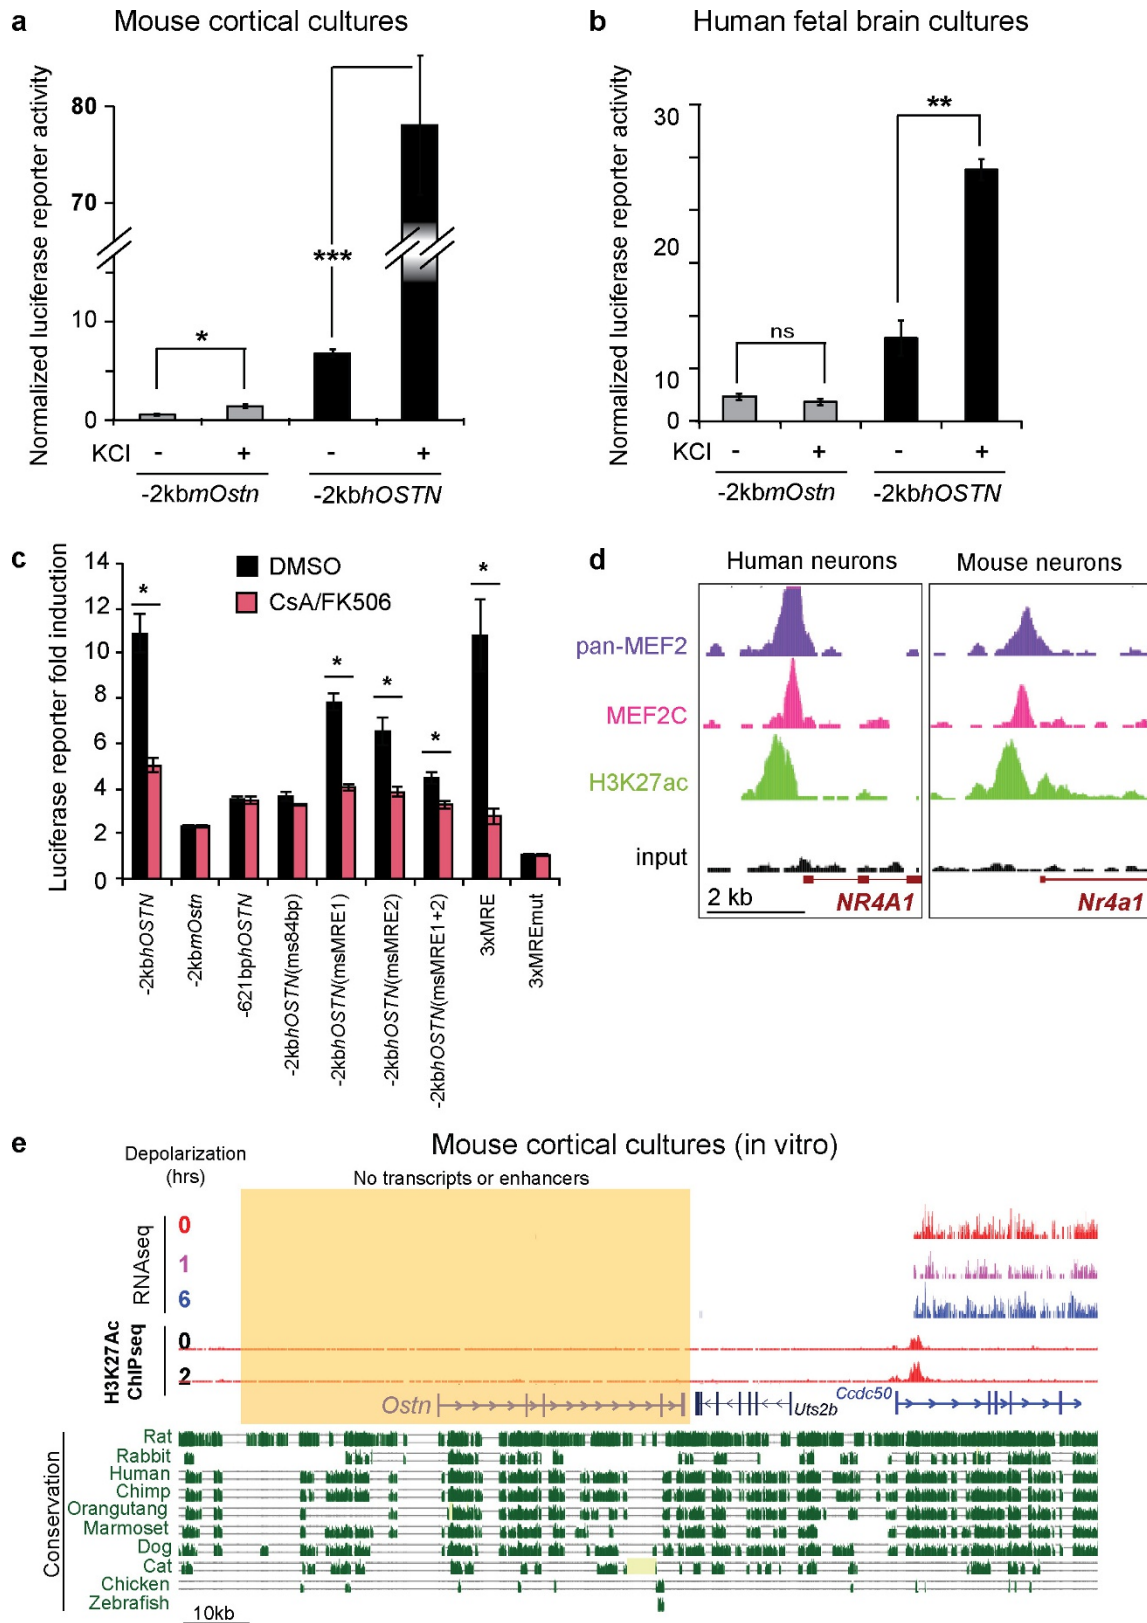 a Mouse cortical cultures
Normalized luciferase reporter activity
80
70
10
0
*
***
KCl - + - +
-2kbmOstn -2kbhOSTN
b Human fetal brain cultures
Normalized luciferase reporter activity
30
20
10
0
ns
**
- + - +
-2kbmOstn -2kbhOSTN
c
Luciferase reporter fold induction
14
12
10
8
6
4
2
0
DMSO
CsA/FK506
* * * * *
-2kbhOSTN
-2kbmOstn
-621bphOSTN
-2kbhOSTN(ms84bp)
-2kbhOSTN(msMRE1)
-2kbhOSTN(msMRE2)
-2kbhOSTN(msMRE1+2)
3xMRE
3xMREmut
d Human neurons Mouse neurons
pan-MEF2
MEF2C
H3K27ac
input
2 kb NR4A1 Nr4a1
e Mouse cortical cultures (in vitro)
Depolarization
(hrs)
No transcripts or enhancers
RNAseq
0
1
6
H3K27Ac
ChIPseq
0
2
Ostn Uts2b Ccdc50
Conservation
Rat
Rabbit
Human
Chimp
Orangutang
Marmoset
Dog
Cat
Chicken
Zebrafish
10kb